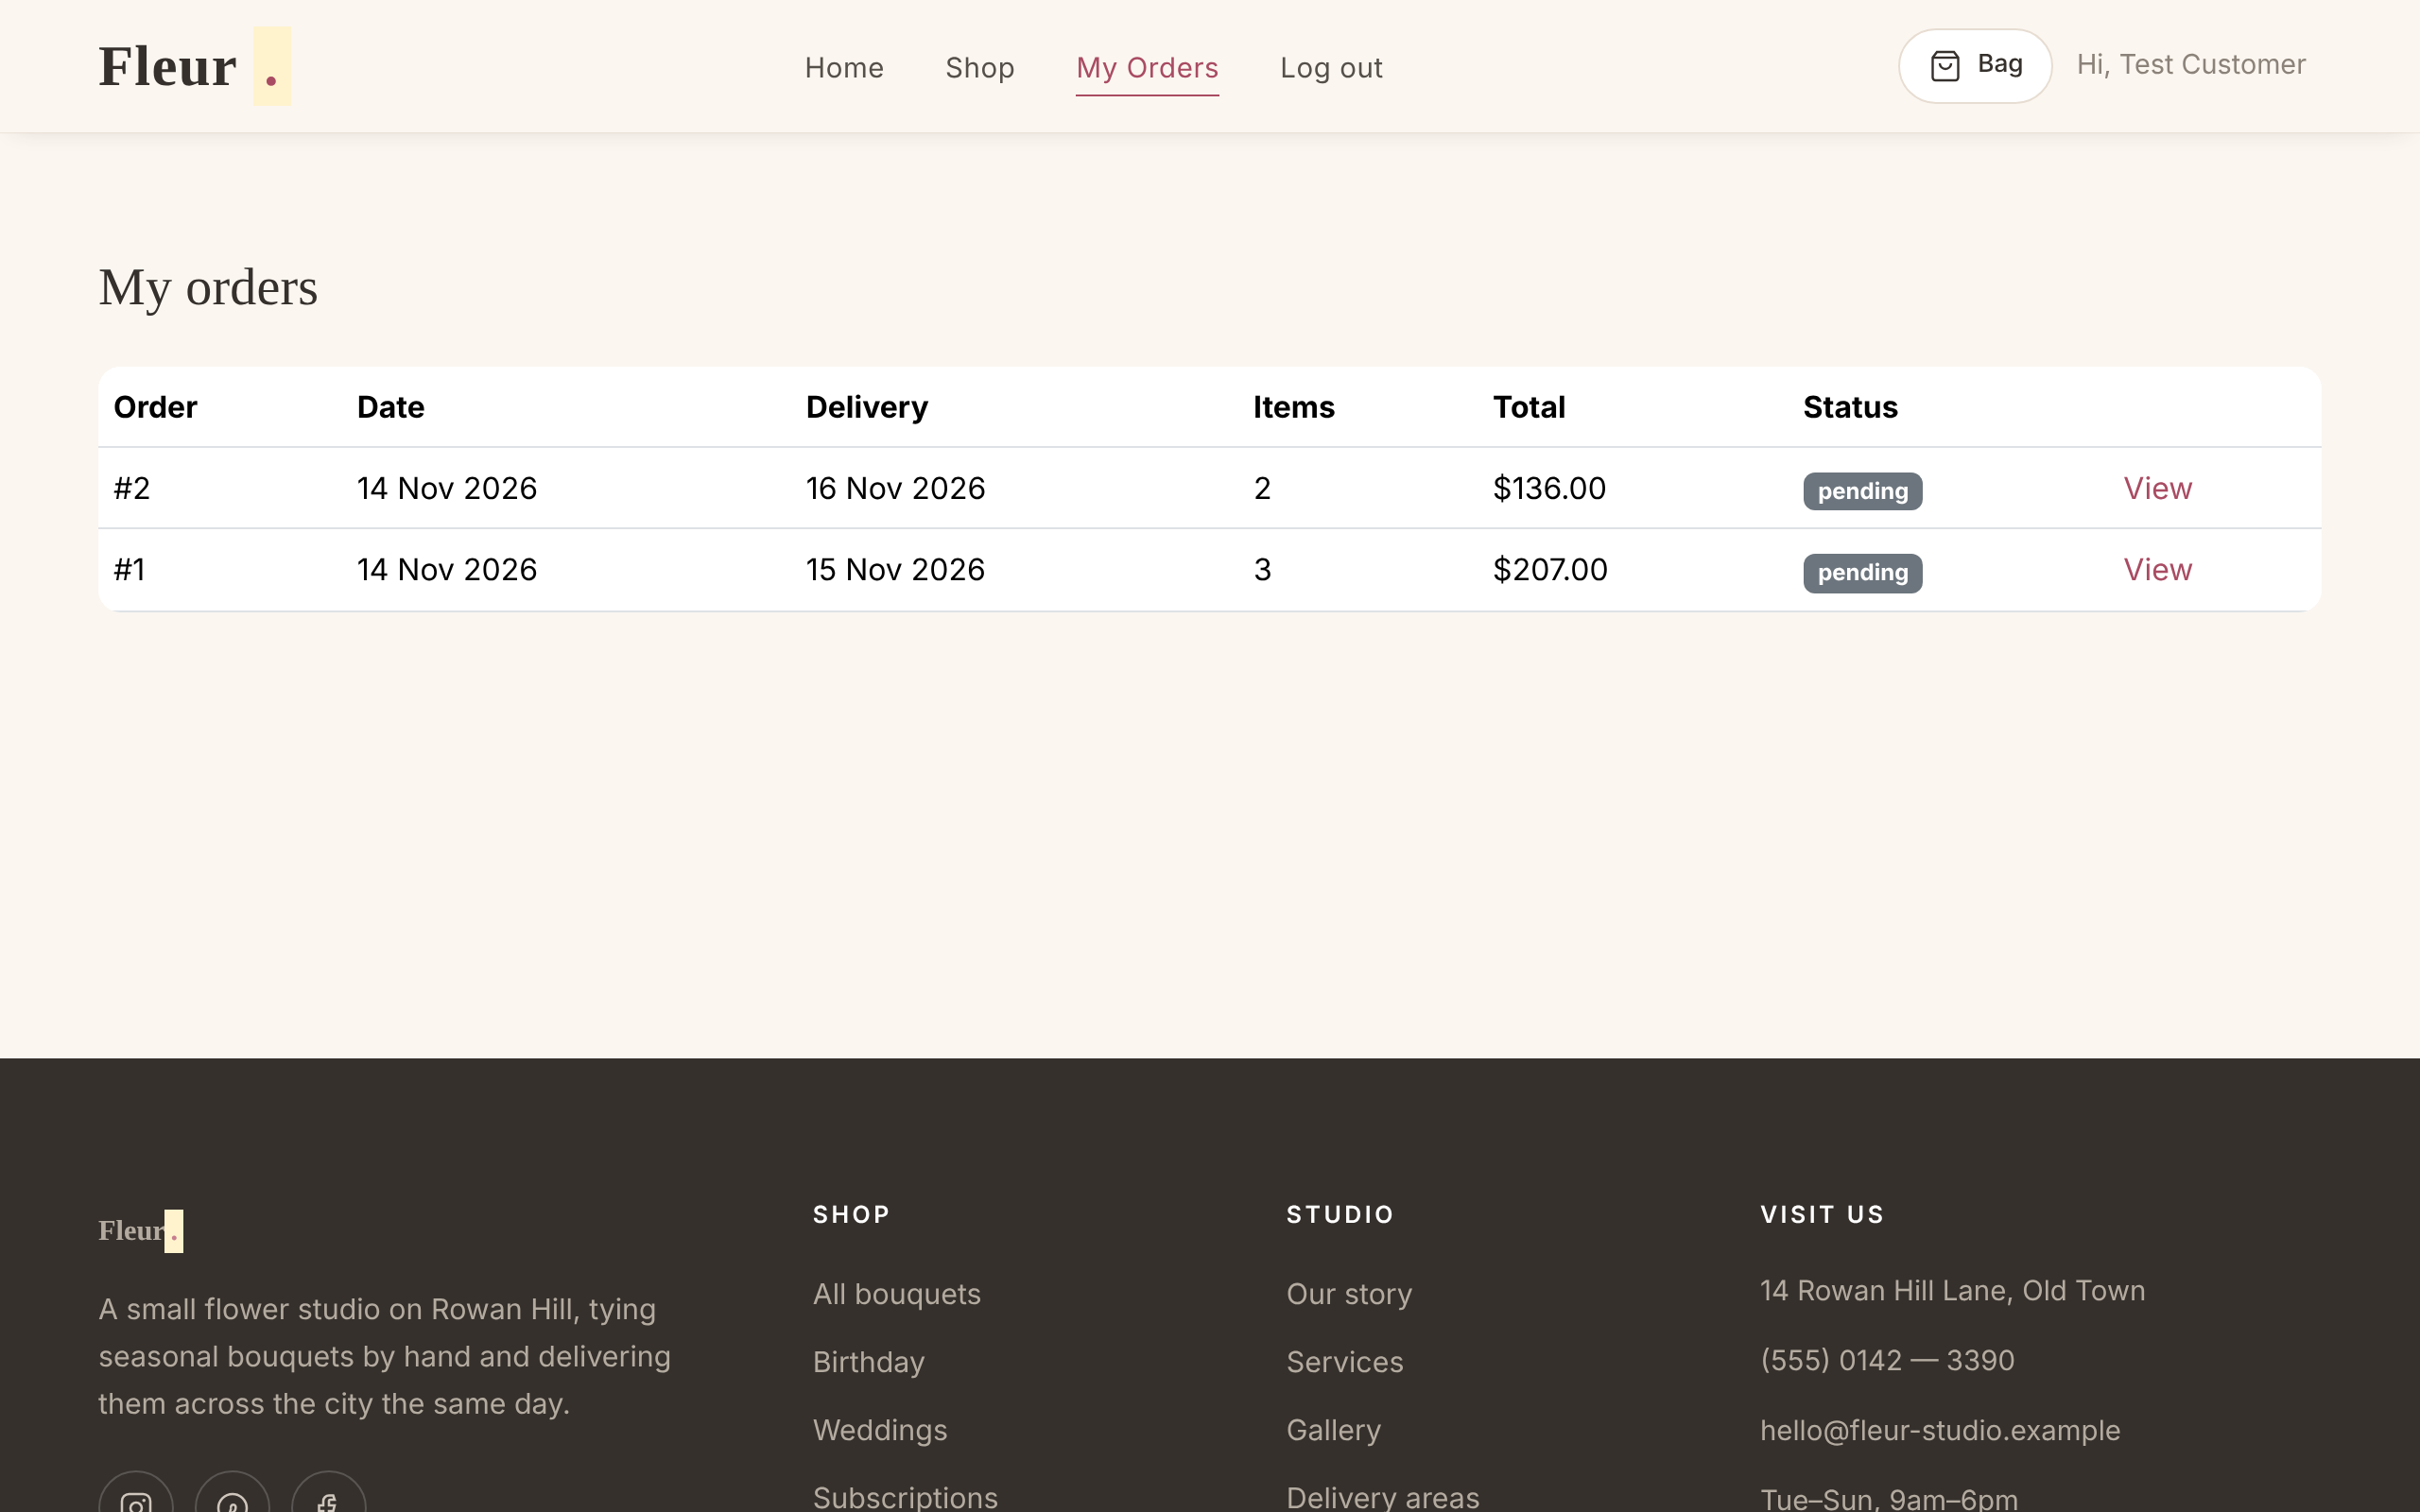 Fleur .
Home Shop My Orders Log out
Bag
Hi, Test Customer
My orders
Order Date Delivery Items Total Status
#2 14 Nov 2026 16 Nov 2026 2 $136.00 pending View
#1 14 Nov 2026 15 Nov 2026 3 $207.00 pending View
Fleur.
A small flower studio on Rowan Hill, tying
seasonal bouquets by hand and delivering
them across the city the same day.
SHOP
All bouquets
Birthday
Weddings
Subscriptions
STUDIO
Our story
Services
Gallery
Delivery areas
VISIT US
14 Rowan Hill Lane, Old Town
(555) 0142 — 3390
hello@fleur-studio.example
Tue–Sun, 9am–6pm